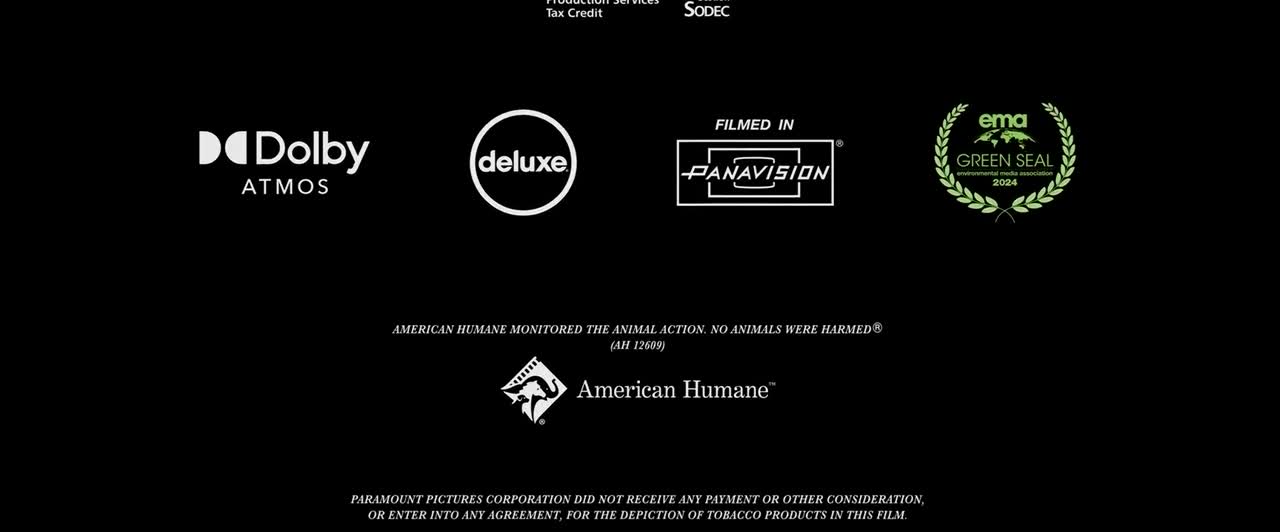 Production Services
Tax Credit
SODEC
Dolby
ATMOS
deluxe.
FILMED IN
PANAVISION®
ema
GREEN SEAL
environmental media association
2024
AMERICAN HUMANE MONITORED THE ANIMAL ACTION. NO ANIMALS WERE HARMED®
(AH 12609)
American Humane™
®
PARAMOUNT PICTURES CORPORATION DID NOT RECEIVE ANY PAYMENT OR OTHER CONSIDERATION,
OR ENTER INTO ANY AGREEMENT, FOR THE DEPICTION OF TOBACCO PRODUCTS IN THIS FILM.